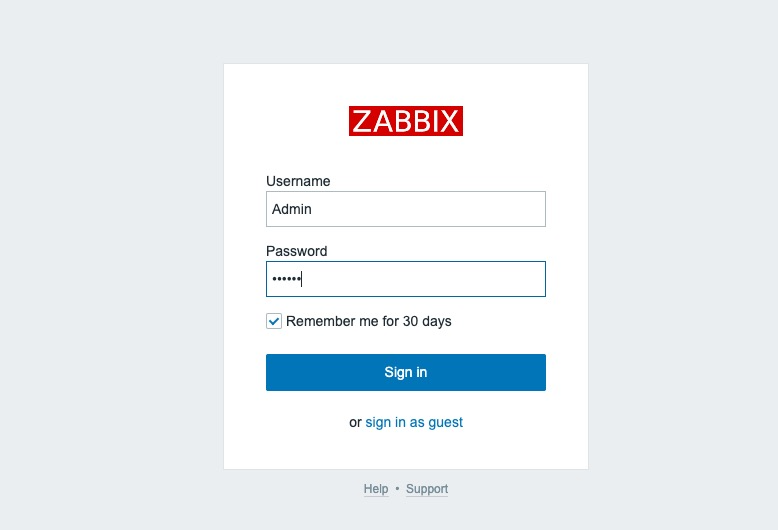 ZABBIX
Username
Admin
Password
••••••
Remember me for 30 days
Sign in
or sign in as guest
Help • Support